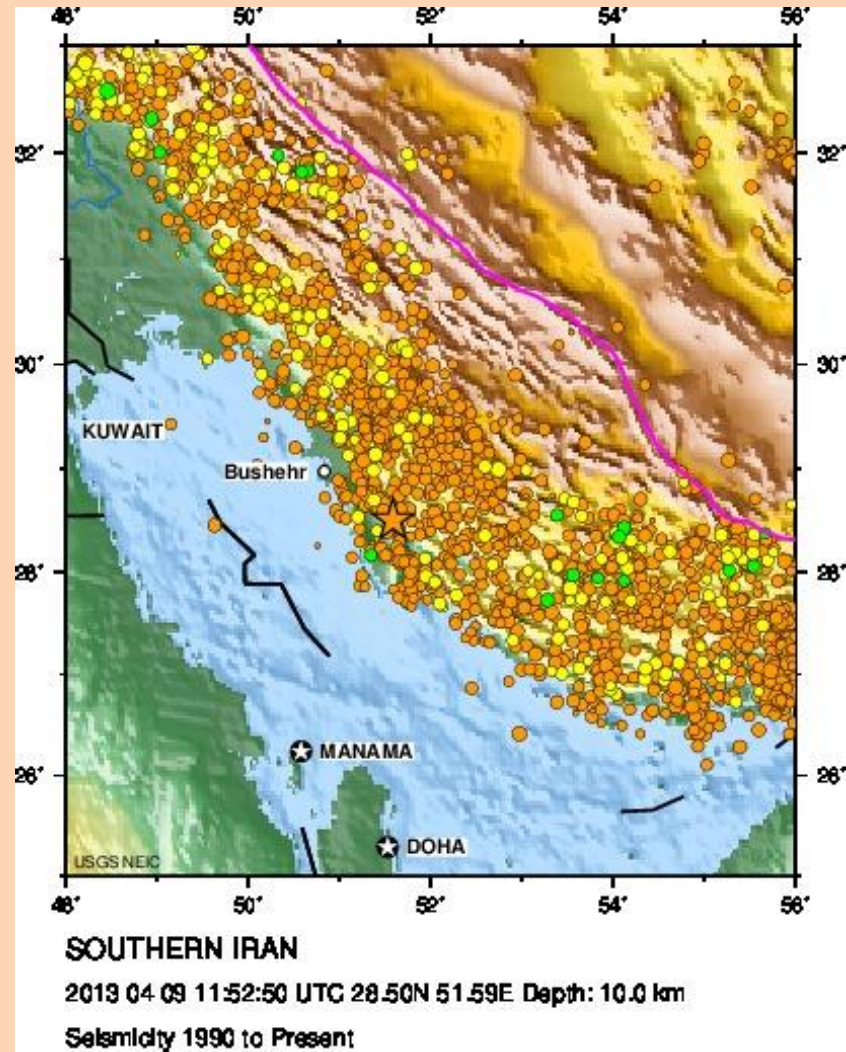 48° 50° 52° 54° 56°
32° 32°
30° 30°
KUWAIT
Bushehr
28° 28°
MANAMA
26° 26°
DOHA
USGS NEIC
48° 50° 52° 54° 56°
SOUTHERN IRAN
2013 04 09 11:52:50 UTC 28.50N 51.59E Depth: 10.0 km
Seismicity 1990 to Present